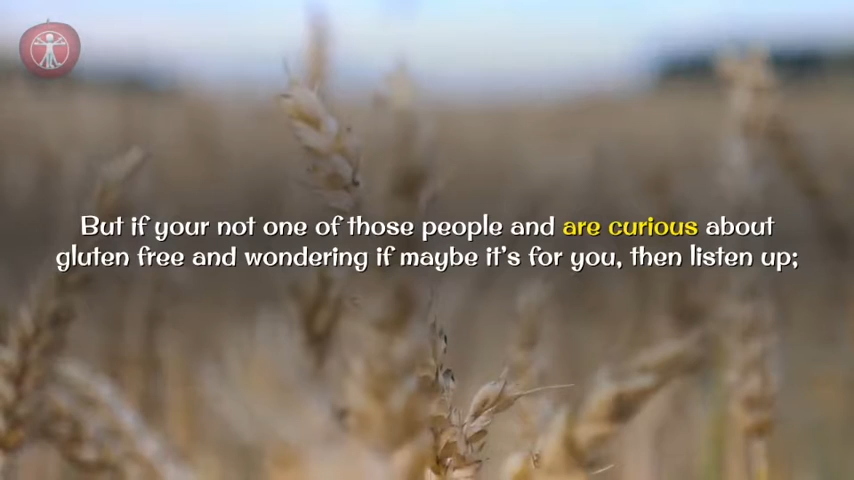 But if your not one of those people and are curious about
gluten free and wondering if maybe it's for you, then listen up;